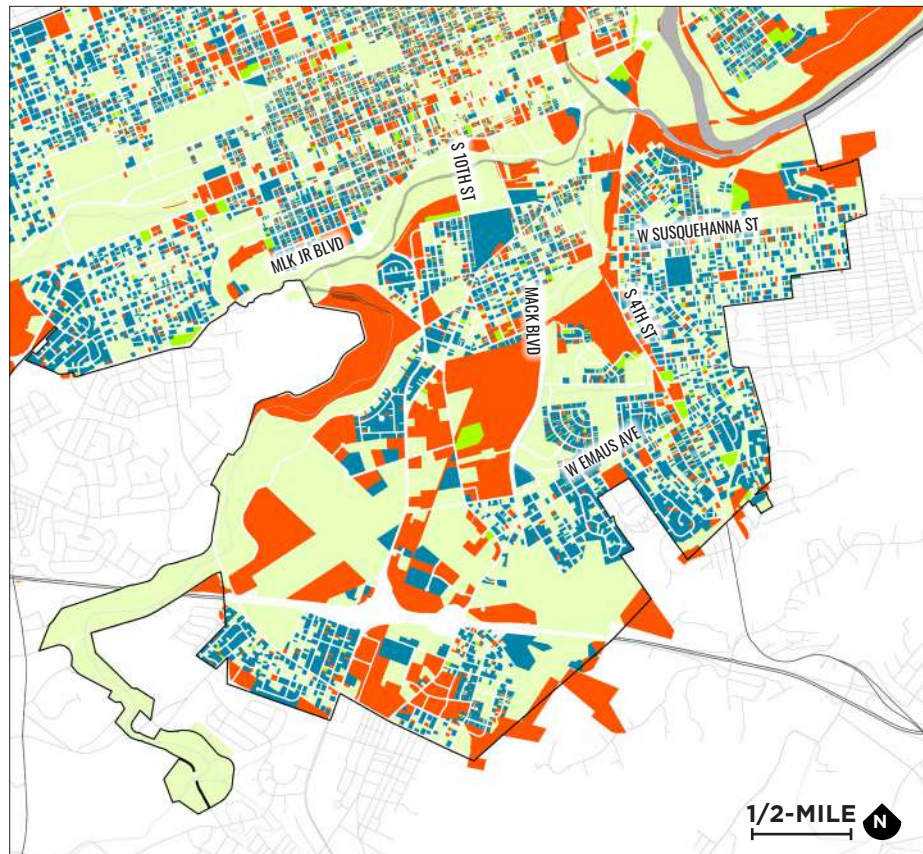 S 10TH ST
W SUSQUEHANNA ST
MLK JR BLVD
MACK BLVD
S 4TH ST
W EMAUS AVE
1/2-MILE
N